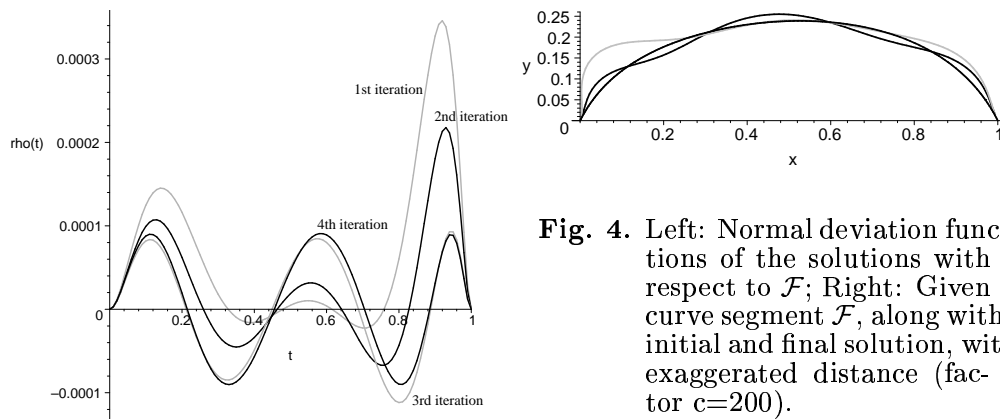 0.0003
1st iteration
2nd iteration
rho(t)
0.0002
4th iteration
0.0001
0
0.2
0.4
0.6
0.8
1
t
−0.0001
3rd iteration
0.25
0.2
y
0.15
0.1
0.05
0
0.2
0.4
0.6
0.8
1
x
Fig. 4. Left: Normal deviation func
tions of the solutions with
respect to ℱ; Right: Given
curve segment ℱ, along with
initial and final solution, wit
exaggerated distance (fac-
tor c=200).